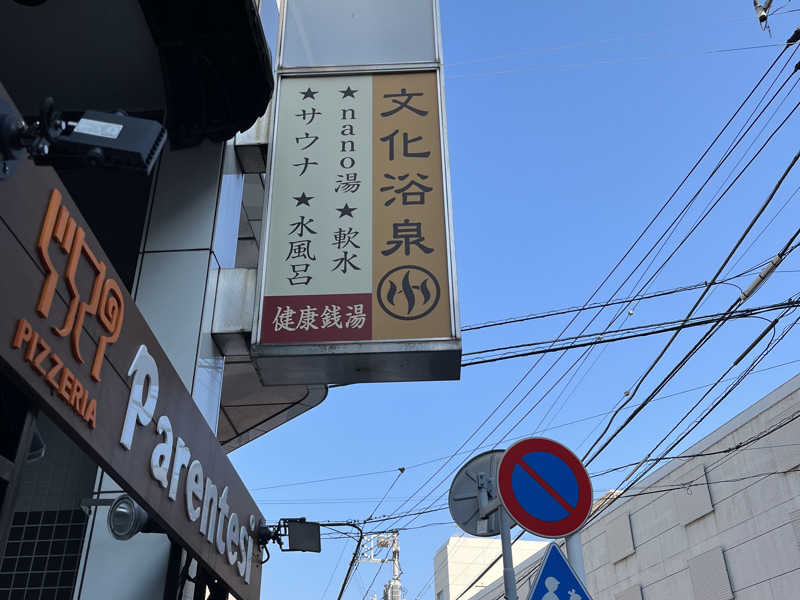 文化浴泉
★nano湯★軟水
★サウナ★水風呂
健康銭湯
PIZZERIA
Parentesi